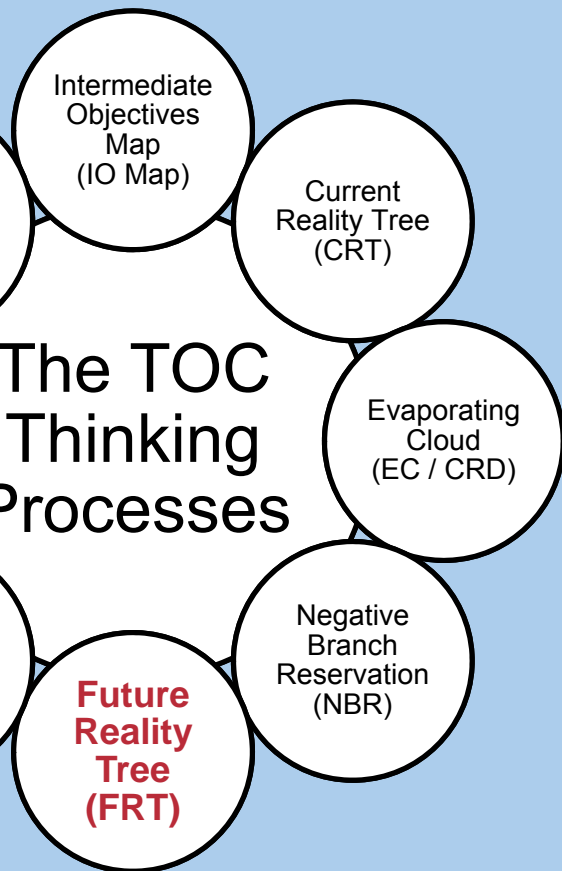 Intermediate
Objectives
Map
(IO Map)
Current
Reality Tree
(CRT)
The TOC
Thinking
Processes
Evaporating
Cloud
(EC / CRD)
Negative
Branch
Reservation
(NBR)
Future
Reality
Tree
(FRT)